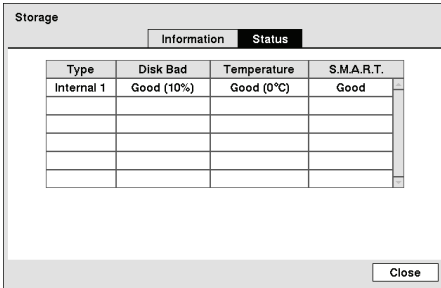 Storage
Information Status
Type Disk Bad Temperature S.M.A.R.T.
Internal 1 Good (10%) Good (0°C) Good
Close